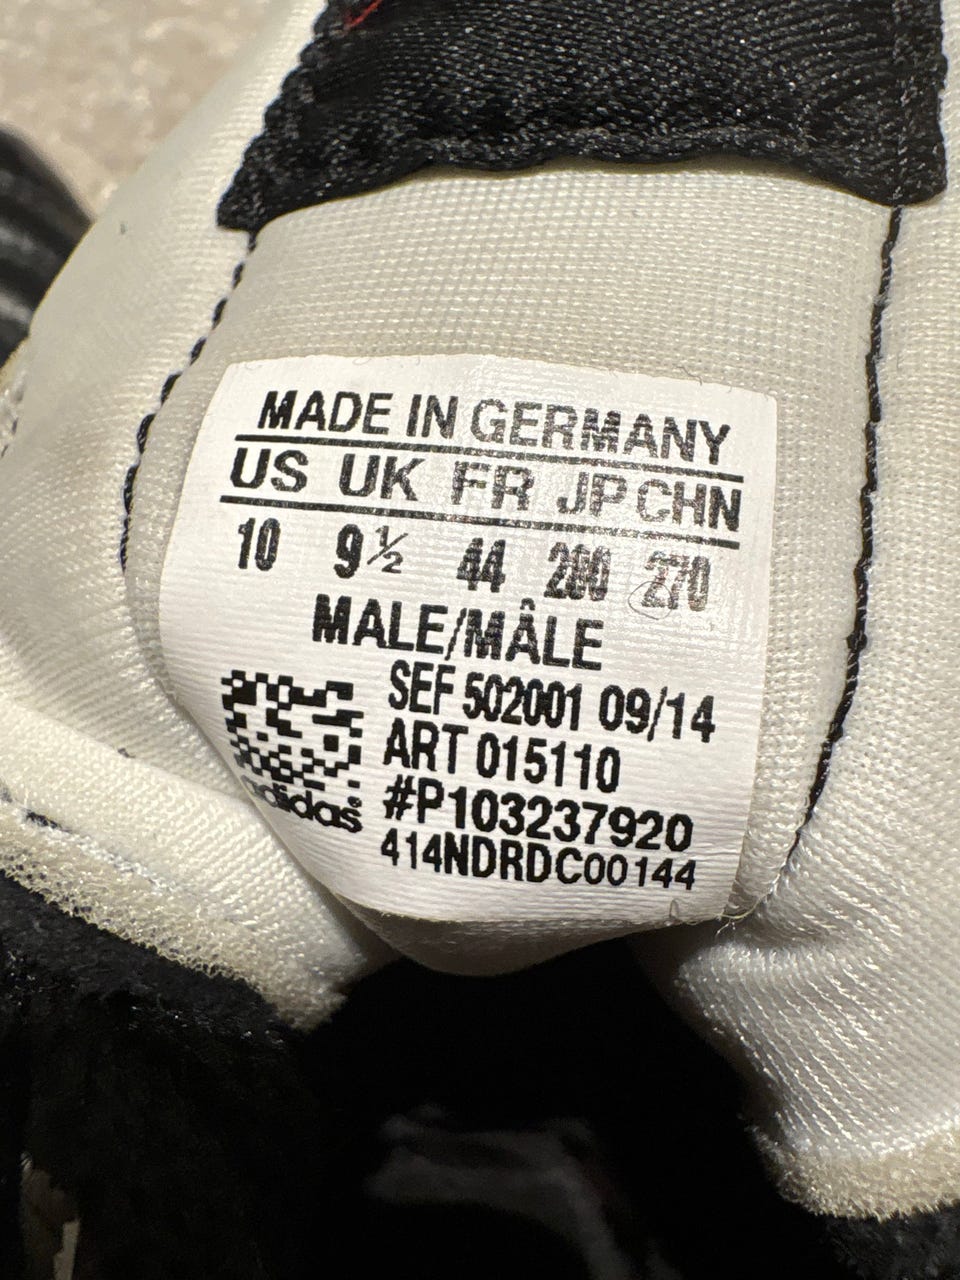 MADE IN GERMANY
US UK FR JP CHN
10 9½ 44 280 270
MALE/MÂLE
SEF 502001 09/14
ART 015110
#P103237920
414NDRDC00144
adidas